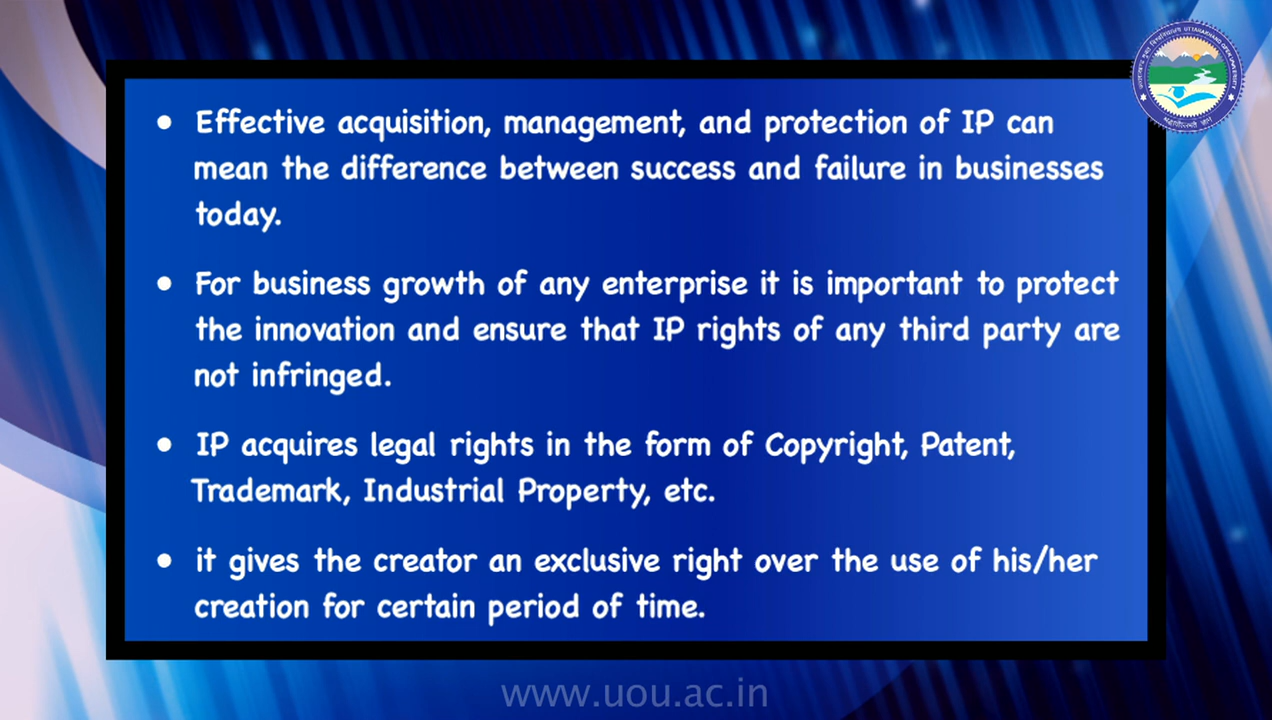 • Effective acquisition, management, and protection of IP can
mean the difference between success and failure in businesses
today.
• For business growth of any enterprise it is important to protect
the innovation and ensure that IP rights of any third party are
not infringed.
• IP acquires legal rights in the form of Copyright, Patent,
Trademark, Industrial Property, etc.
• it gives the creator an exclusive right over the use of his/her
creation for certain period of time.
UTTARAKHAND OPEN UNIVERSITY
www.uou.ac.in